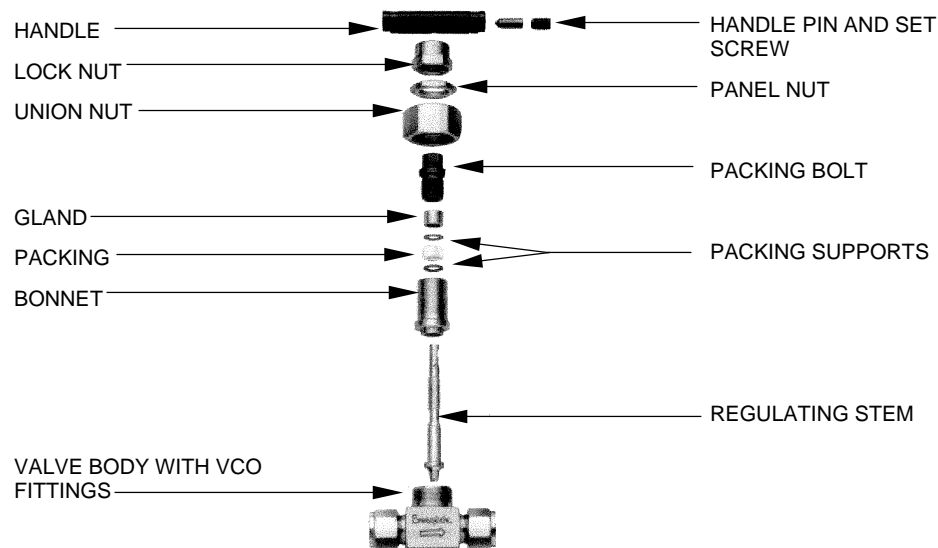 HANDLE
HANDLE PIN AND SET
SCREW
LOCK NUT
PANEL NUT
UNION NUT
PACKING BOLT
GLAND
PACKING
PACKING SUPPORTS
BONNET
REGULATING STEM
VALVE BODY WITH VCO
FITTINGS